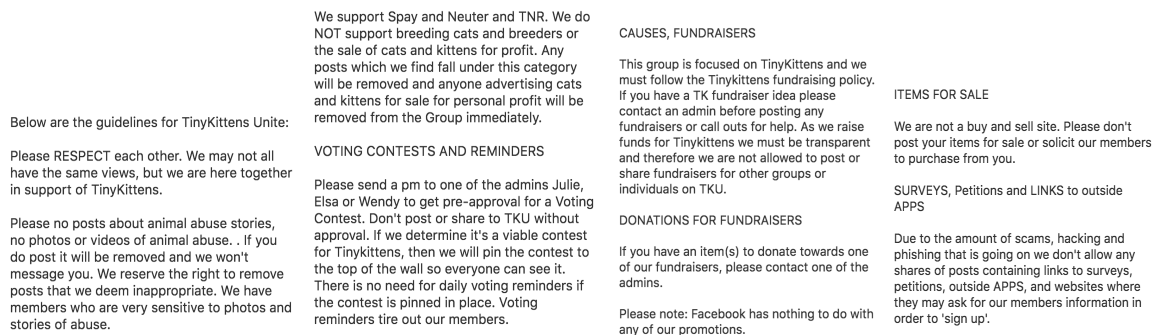 Below are the guidelines for TinyKittens Unite:
Please RESPECT each other. We may not all
have the same views, but we are here together
in support of TinyKittens.
Please no posts about animal abuse stories,
no photos or videos of animal abuse. . If you
do post it will be removed and we won't
message you. We reserve the right to remove
posts that we deem inappropriate. We have
members who are very sensitive to photos and
stories of abuse.
We support Spay and Neuter and TNR. We do
NOT support breeding cats and breeders or
the sale of cats and kittens for profit. Any
posts which we find fall under this category
will be removed and anyone advertising cats
and kittens for sale for personal profit will be
removed from the Group immediately.
VOTING CONTESTS AND REMINDERS
Please send a pm to one of the admins Julie,
Elsa or Wendy to get pre-approval for a Voting
Contest. Don't post or share to TKU without
approval. If we determine it's a viable contest
for Tinykittens, then we will pin the contest to
the top of the wall so everyone can see it.
There is no need for daily voting reminders if
the contest is pinned in place. Voting
reminders tire out our members.
CAUSES, FUNDRAISERS
This group is focused on TinyKittens and we
must follow the Tinykittens fundraising policy.
If you have a TK fundraiser idea please
contact an admin before posting any
fundraisers or call outs for help. As we raise
funds for Tinykittens we must be transparent
and therefore we are not allowed to post or
share fundraisers for other groups or
individuals on TKU.
DONATIONS FOR FUNDRAISERS
If you have an item(s) to donate towards one
of our fundraisers, please contact one of the
admins.
Please note: Facebook has nothing to do with
any of our promotions.
ITEMS FOR SALE
We are not a buy and sell site. Please don't
post your items for sale or solicit our members
to purchase from you.
SURVEYS, Petitions and LINKS to outside
APPS
Due to the amount of scams, hacking and
phishing that is going on we don't allow any
shares of posts containing links to surveys,
petitions, outside APPS, and websites where
they may ask for our members information in
order to 'sign up'.